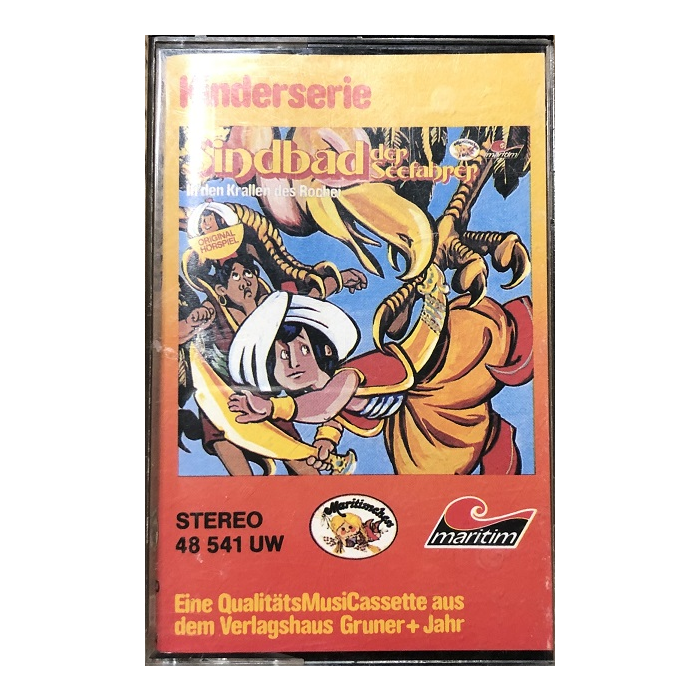 Kinderserie
Sindbad der
Seefahrer
maritim
In den Krallen des Rochei
ORIGINAL
HÖRSPIEL
STEREO
48 541 UW
Maritimchen
maritim
Eine QualitätsMusiCassette aus
dem Verlagshaus Gruner+ Jahr